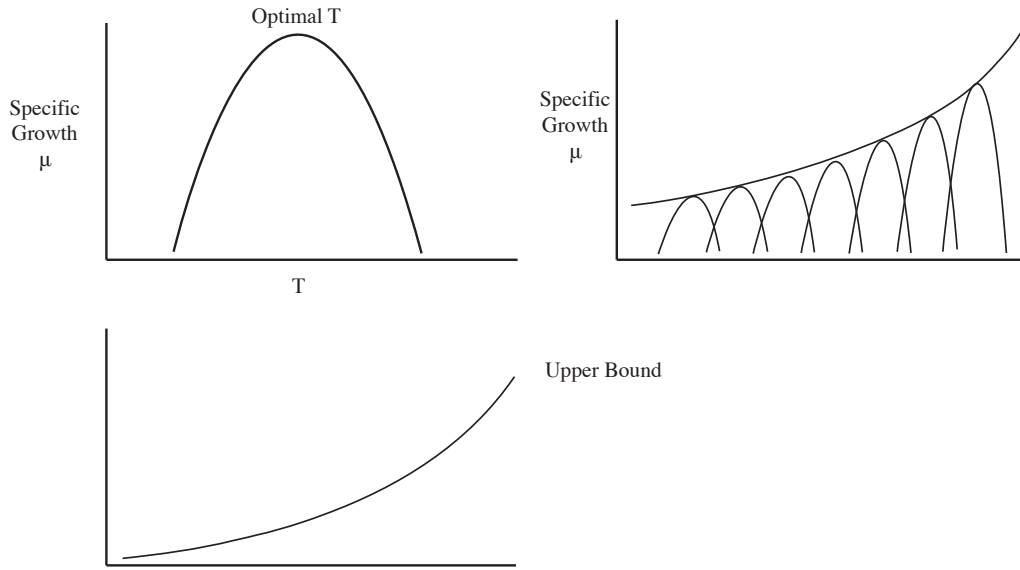 Optimal T
Specific
Growth
μ
T
Specific
Growth
μ
Upper Bound